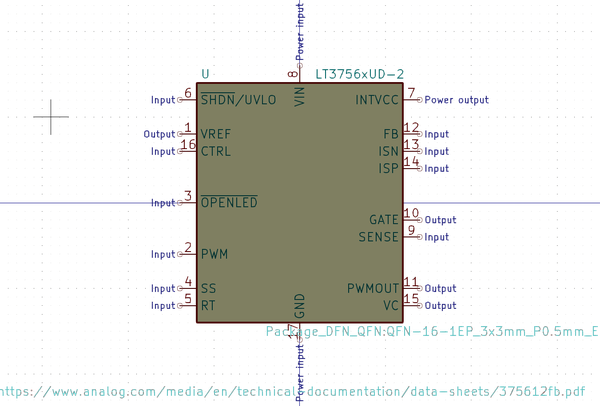 Power input
8
U LT3756xUD-2
VIN
Input 6 SHDN/UVLO INTVCC 7 Power output
Output 1 VREF FB 12 Input
Input 16 CTRL ISN 13 Input
ISP 14 Input
Input 3 OPENLED
GATE 10 Output
SENSE 9 Input
Input 2 PWM
Input 4 SS PWMOUT 11 Output
Input 5 RT VC 15 Output
GND
17
Package_DFN_QFN:QFN-16-1EP_3x3mm_P0.5mm_E
Power input
https://www.analog.com/media/en/technical-documentation/data-sheets/375612fb.pdf